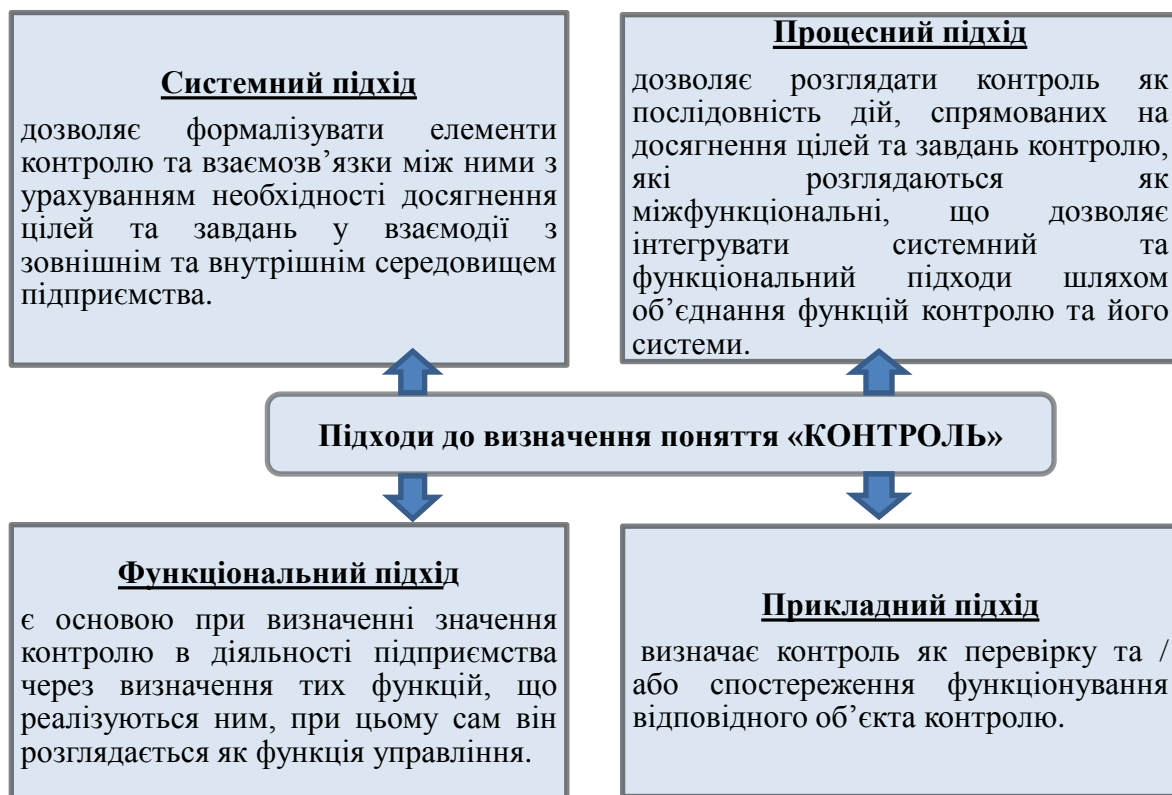 Системний підхід
дозволяє формалізувати елементи
контролю та взаємозв’язки між ними з
урахуванням необхідності досягнення
цілей та завдань у взаємодії з
зовнішнім та внутрішнім середовищем
підприємства.
Процесний підхід
дозволяє розглядати контроль як
послідовність дій, спрямованих на
досягнення цілей та завдань контролю,
які розглядаються як
міжфункціональні, що дозволяє
інтегрувати системний та
функціональний підходи шляхом
об’єднання функцій контролю та його
системи.
Підходи до визначення поняття «КОНТРОЛЬ»
Функціональний підхід
є основою при визначенні значення
контролю в діяльності підприємства
через визначення тих функцій, що
реалізуються ним, при цьому сам він
розглядається як функція управління.
Прикладний підхід
визначає контроль як перевірку та /
або спостереження функціонування
відповідного об’єкта контролю.